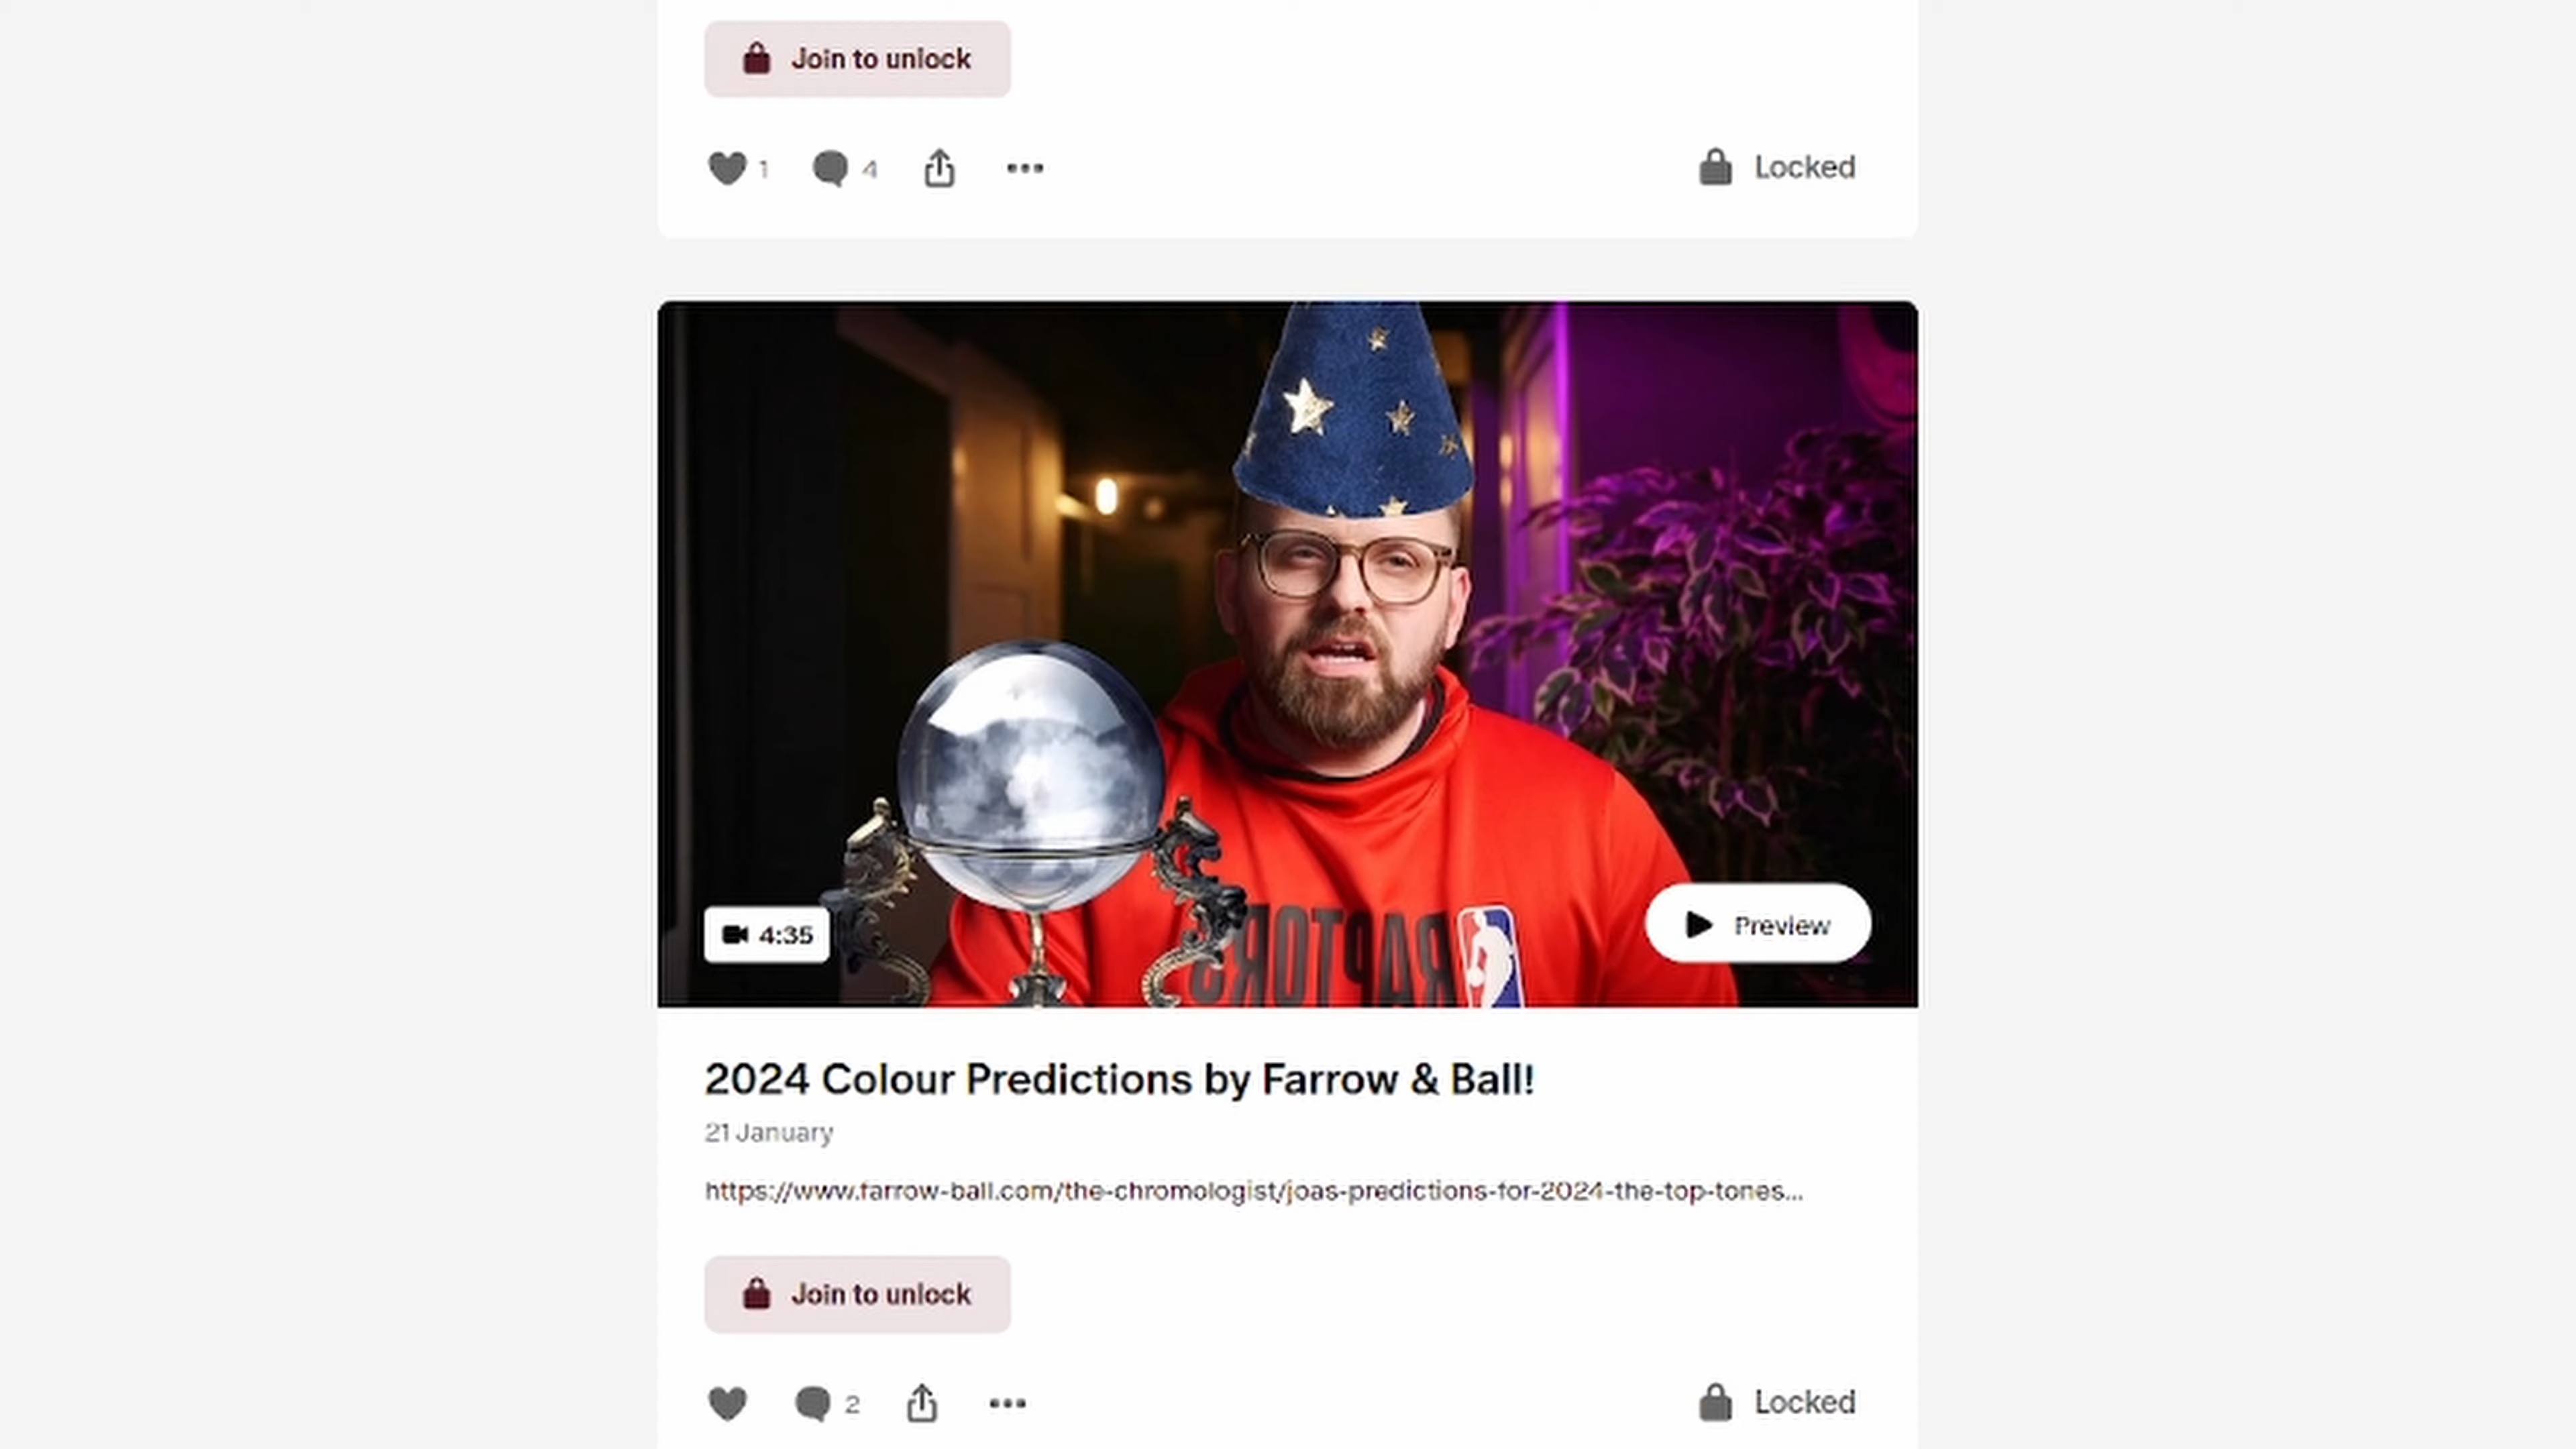 Join to unlock
1 4 Locked
4:35
Preview
RAPTORS
2024 Colour Predictions by Farrow & Ball!
21 January
https://www.farrow-ball.com/the-chromologist/joas-predictions-for-2024-the-top-tones...
Join to unlock
2 Locked